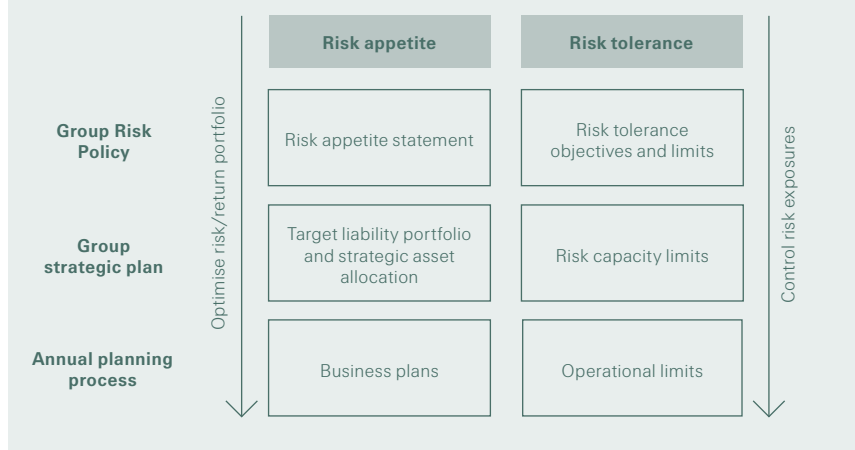 Risk appetite
Risk tolerance
Optimise risk/return portfolio
Control risk exposures
Group Risk
Policy
Risk appetite statement
Risk tolerance
objectives and limits
Group
strategic plan
Target liability portfolio
and strategic asset
allocation
Risk capacity limits
Annual planning
process
Business plans
Operational limits